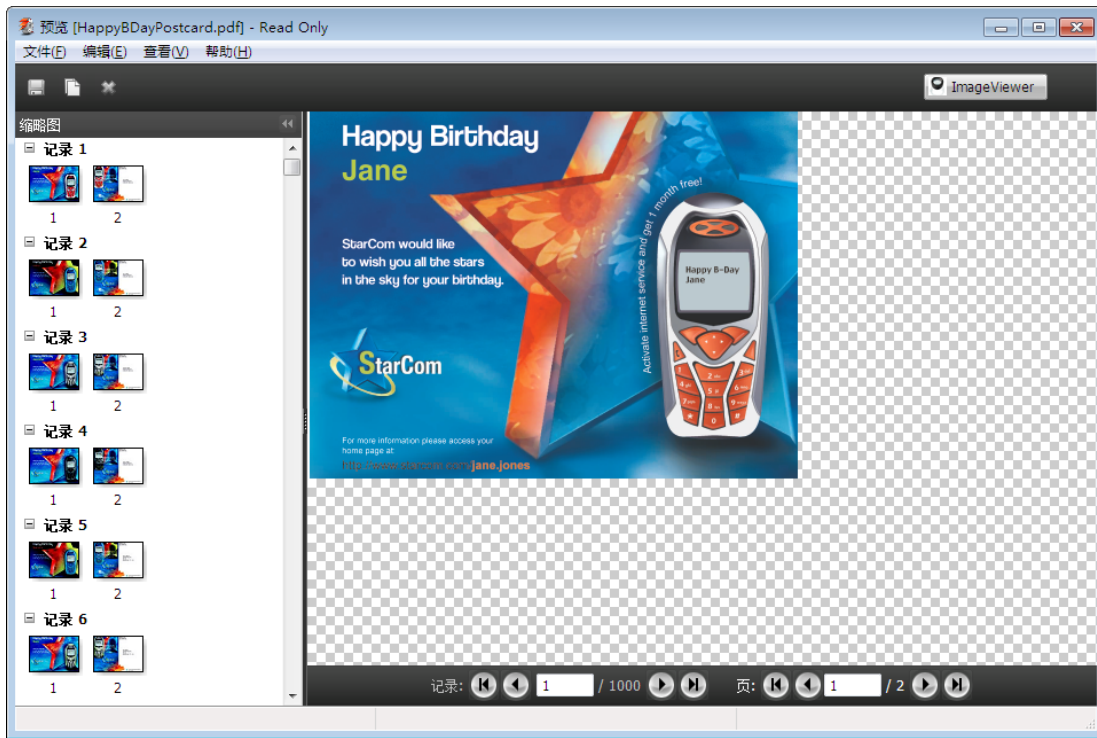 预览 [HappyBDayPostcard.pdf] - Read Only
文件(F) 编辑(E) 查看(V) 帮助(H)
ImageViewer
缩略图
记录 1
1 2
记录 2
1 2
记录 3
1 2
记录 4
1 2
记录 5
1 2
记录 6
1 2
Happy Birthday
Jane
StarCom would like
to wish you all the stars
in the sky for your birthday.
StarCom
For more information please access your
home page at:
jane.jones
Activate internet service and get 1 month free!
Happy B-Day
Jane
记录: 1 / 1000 页: 1 / 2